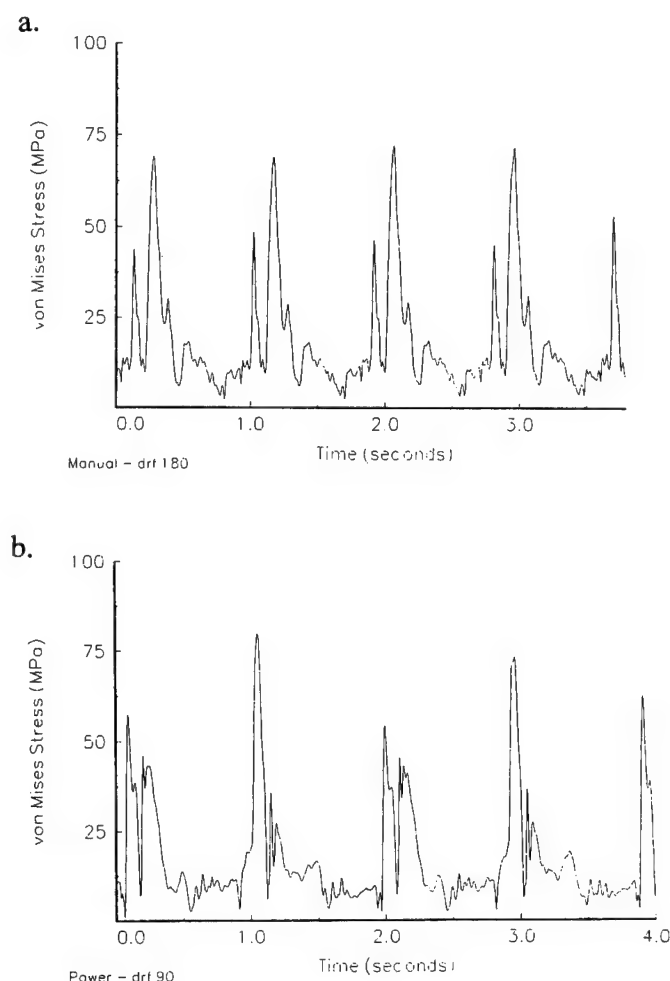 a.
100
75
50
25
von Mises Stress (MPa)
0.0 1.0 2.0 3.0
Time (seconds)
Manual – drf 180
b.
100
75
50
25
von Mises Stress (MPa)
0.0 1.0 2.0 3.0 4.0
Time (seconds)
Power – drf 90